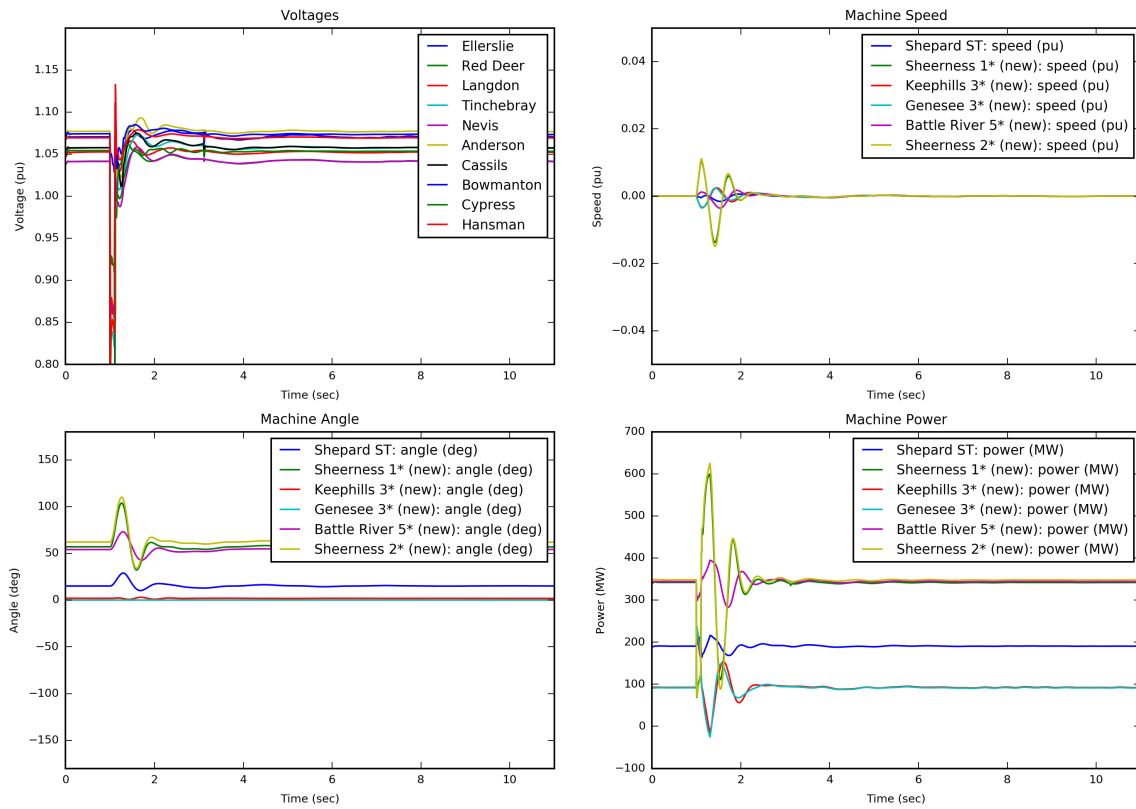 Voltages
1.15
1.10
1.05
1.00
0.95
0.90
0.85
0.80
Voltage (pu)
0
2
4
6
8
10
Time (sec)
Ellerslie
Red Deer
Langdon
Tinchebray
Nevis
Anderson
Cassils
Bowmanton
Cypress
Hansman
Machine Speed
0.04
0.02
0.00
−0.02
−0.04
Speed (pu)
0
2
4
6
8
10
Time (sec)
Shepard ST: speed (pu)
Sheerness 1* (new): speed (pu)
Keephills 3* (new): speed (pu)
Genesee 3* (new): speed (pu)
Battle River 5* (new): speed (pu)
Sheerness 2* (new): speed (pu)
Machine Angle
150
100
50
0
−50
−100
−150
Angle (deg)
0
2
4
6
8
10
Time (sec)
Shepard ST: angle (deg)
Sheerness 1* (new): angle (deg)
Keephills 3* (new): angle (deg)
Genesee 3* (new): angle (deg)
Battle River 5* (new): angle (deg)
Sheerness 2* (new): angle (deg)
Machine Power
700
600
500
400
300
200
100
0
−100
Power (MW)
0
2
4
6
8
10
Time (sec)
Shepard ST: power (MW)
Sheerness 1* (new): power (MW)
Keephills 3* (new): power (MW)
Genesee 3* (new): power (MW)
Battle River 5* (new): power (MW)
Sheerness 2* (new): power (MW)